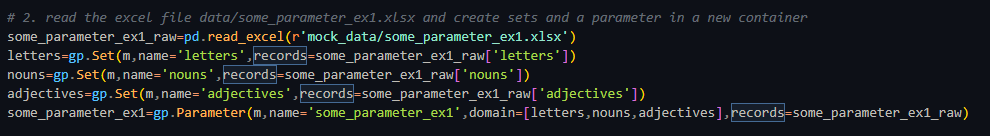 # 2. read the excel file data/some_parameter_ex1.xlsx and create sets and a parameter in a new container
some_parameter_ex1_raw=pd.read_excel(r'mock_data/some_parameter_ex1.xlsx')
letters=gp.Set(m,name='letters',records=some_parameter_ex1_raw['letters'])
nouns=gp.Set(m,name='nouns',records=some_parameter_ex1_raw['nouns'])
adjectives=gp.Set(m,name='adjectives',records=some_parameter_ex1_raw['adjectives'])
some_parameter_ex1=gp.Parameter(m,name='some_parameter_ex1',domain=[letters,nouns,adjectives],records=some_parameter_ex1_raw)